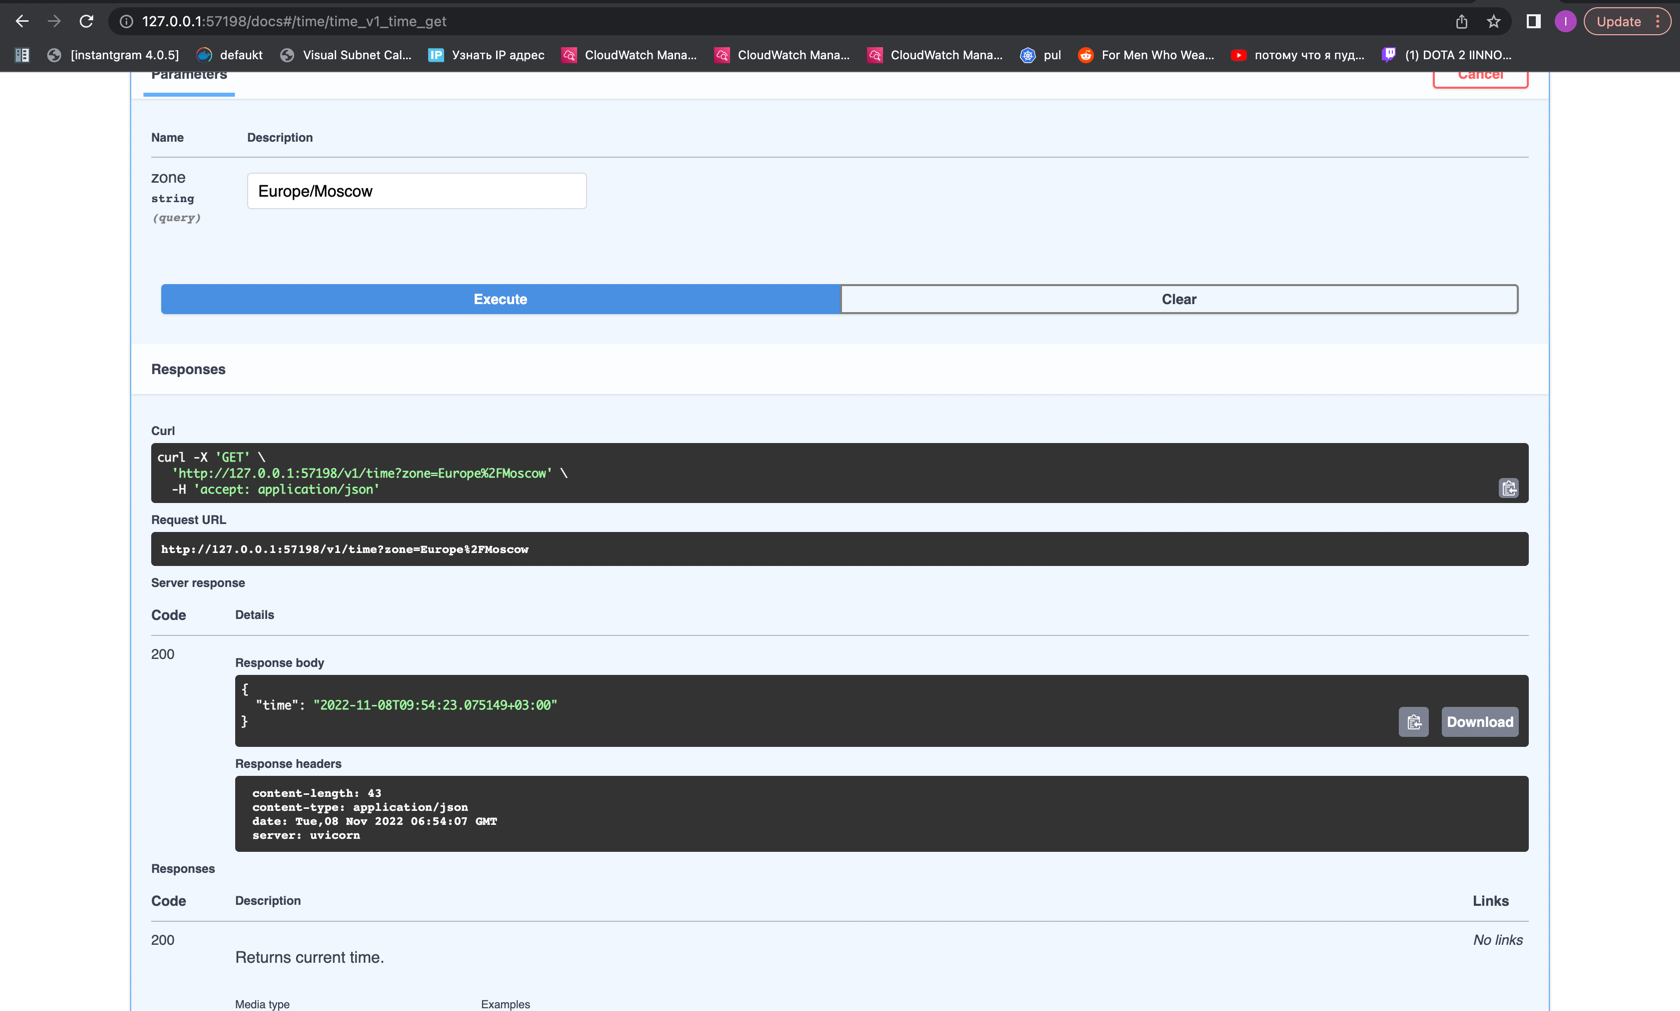 127.0.0.1:57198/docs#/time/time_v1_time_get
Update
[instantgram 4.0.5]
defaukt
Visual Subnet Cal...
IP Узнать IP адрес
CloudWatch Mana...
CloudWatch Mana...
CloudWatch Mana...
pul
For Men Who Wea...
потому что я пуд...
(1) DOTA 2 IINNO...
Parameters
Cancel
Name Description
zone
string
(query)
Europe/Moscow
Execute
Clear
Responses
Curl
curl -X 'GET' \
'http://127.0.0.1:57198/v1/time?zone=Europe%2FMoscow' \
-H 'accept: application/json'
Request URL
http://127.0.0.1:57198/v1/time?zone=Europe%2FMoscow
Server response
Code Details
200
Response body
{
"time": "2022-11-08T09:54:23.075149+03:00"
}
Download
Response headers
content-length: 43
content-type: application/json
date: Tue,08 Nov 2022 06:54:07 GMT
server: uvicorn
Responses
Code Description Links
200
No links
Returns current time.
Media type Examples